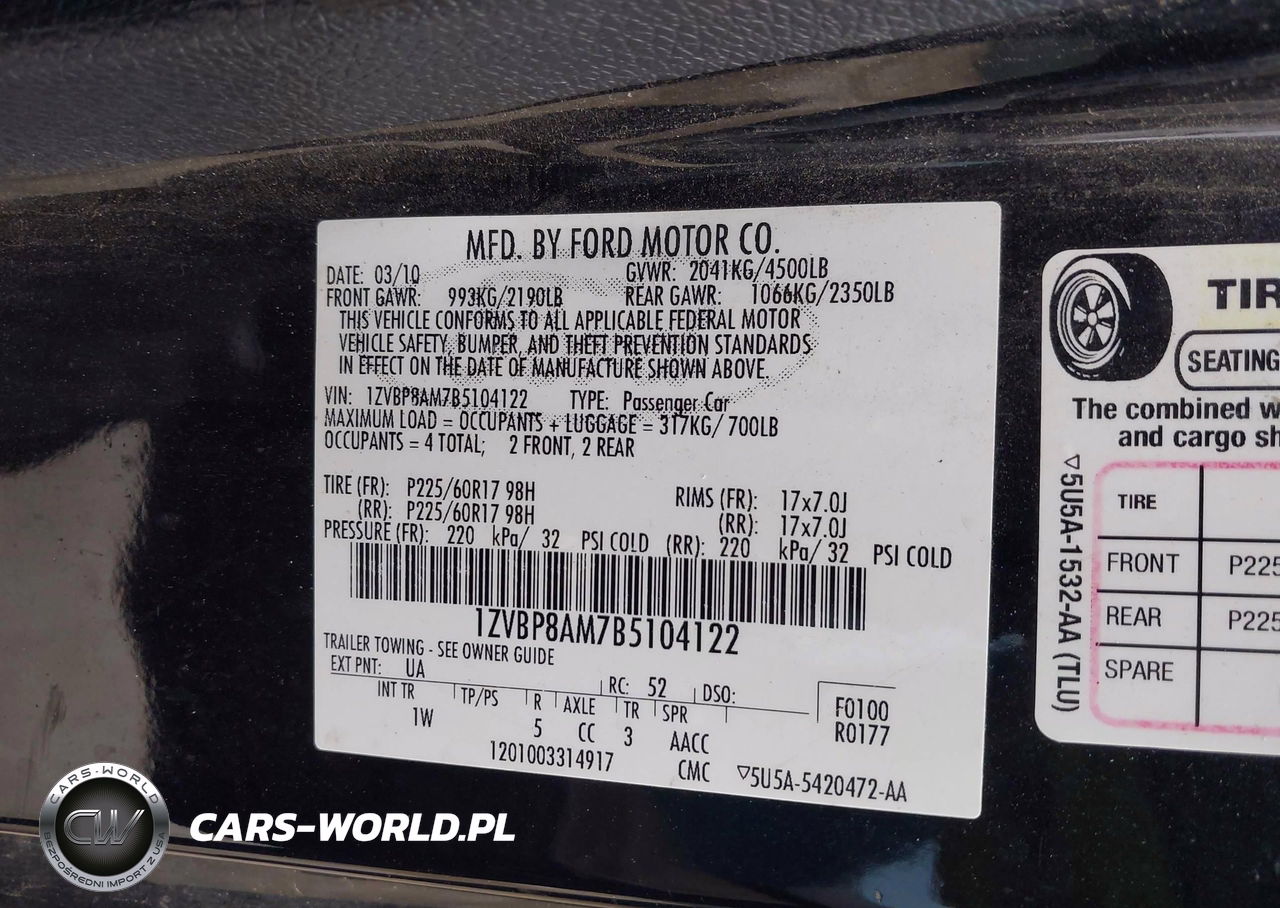 MFD. BY FORD MOTOR CO.
DATE: 03/10 GVWR: 2041KG/4500LB
FRONT GAWR: 993KG/2190LB REAR GAWR: 1066KG/2350LB
THIS VEHICLE CONFORMS TO ALL APPLICABLE FEDERAL MOTOR
VEHICLE SAFETY, BUMPER, AND THEFT PREVENTION STANDARDS
IN EFFECT ON THE DATE OF MANUFACTURE SHOWN ABOVE.
VIN: 1ZVBP8AM7B5104122 TYPE: Passenger Car
MAXIMUM LOAD = OCCUPANTS + LUGGAGE = 317KG/ 700LB
OCCUPANTS = 4 TOTAL; 2 FRONT, 2 REAR
TIRE (FR): P225/60R17 98H RIMS (FR): 17x7.0J
(RR): P225/60R17 98H (RR): 17x7.0J
PRESSURE (FR): 220 kPa/ 32 PSI COLD (RR): 220 kPa/ 32 PSI COLD
1ZVBP8AM7B5104122
TRAILER TOWING - SEE OWNER GUIDE
EXT PNT: UA RC: 52 DSO:
INT TR TP/PS R AXLE TR SPR F0100
1W 5 CC 3 AACC R0177
1201003314917 CMC ▽5U5A-5420472-AA
TIR
SEATING
The combined w
and cargo sh
TIRE
FRONT P225
REAR P225
SPARE
▽5U5A-1532-AA (TLU)
CARS-WORLD
CW
BEZPOŚREDNI IMPORT Z USA
CARS-WORLD.PL